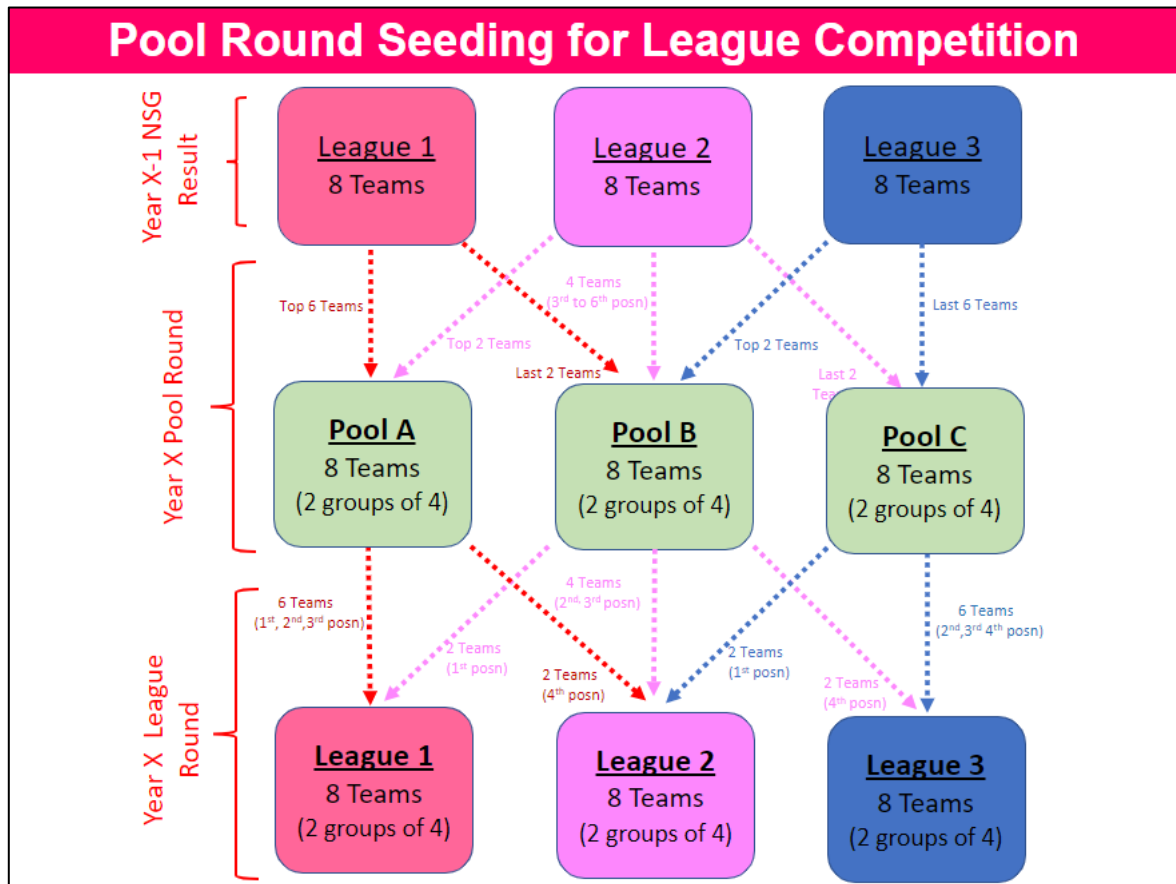 Pool Round Seeding for League Competition
Year X-1 NSG
Result
League 1
8 Teams
League 2
8 Teams
League 3
8 Teams
Year X Pool Round
Top 6 Teams
Top 2 Teams
Last 2 Teams
4 Teams
(3rd to 6th posn)
Top 2 Teams
Last 2
Last 6 Teams
Pool A
8 Teams
(2 groups of 4)
Pool B
8 Teams
(2 groups of 4)
Pool C
8 Teams
(2 groups of 4)
Year X League
Round
6 Teams
(1st, 2nd,3rd posn)
2 Teams
(1st posn)
2 Teams
(4th posn)
4 Teams
(2nd, 3rd posn)
2 Teams
(1st posn)
2 Teams
(4th posn)
6 Teams
(2nd,3rd 4th posn)
League 1
8 Teams
(2 groups of 4)
League 2
8 Teams
(2 groups of 4)
League 3
8 Teams
(2 groups of 4)